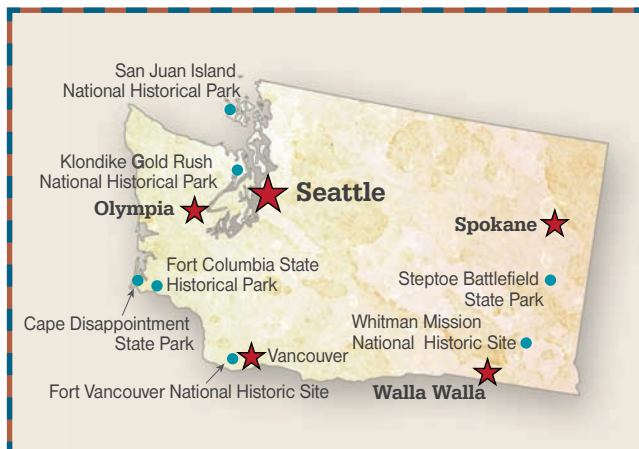 San Juan Island
National Historical Park
Klondike Gold Rush
National Historical Park
Seattle
Olympia
Spokane
Fort Columbia State
Historical Park
Steptoe Battlefield
State Park
Cape Disappointment
State Park
Whitman Mission
National Historic Site
Vancouver
Fort Vancouver National Historic Site
Walla Walla